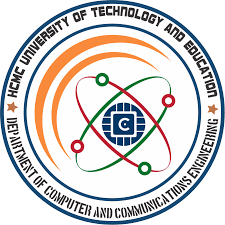 HCMC UNIVERSITY OF TECHNOLOGY AND EDUCATION
C
DEPARTMENT OF COMPUTER AND COMMUNICATIONS ENGINEERING